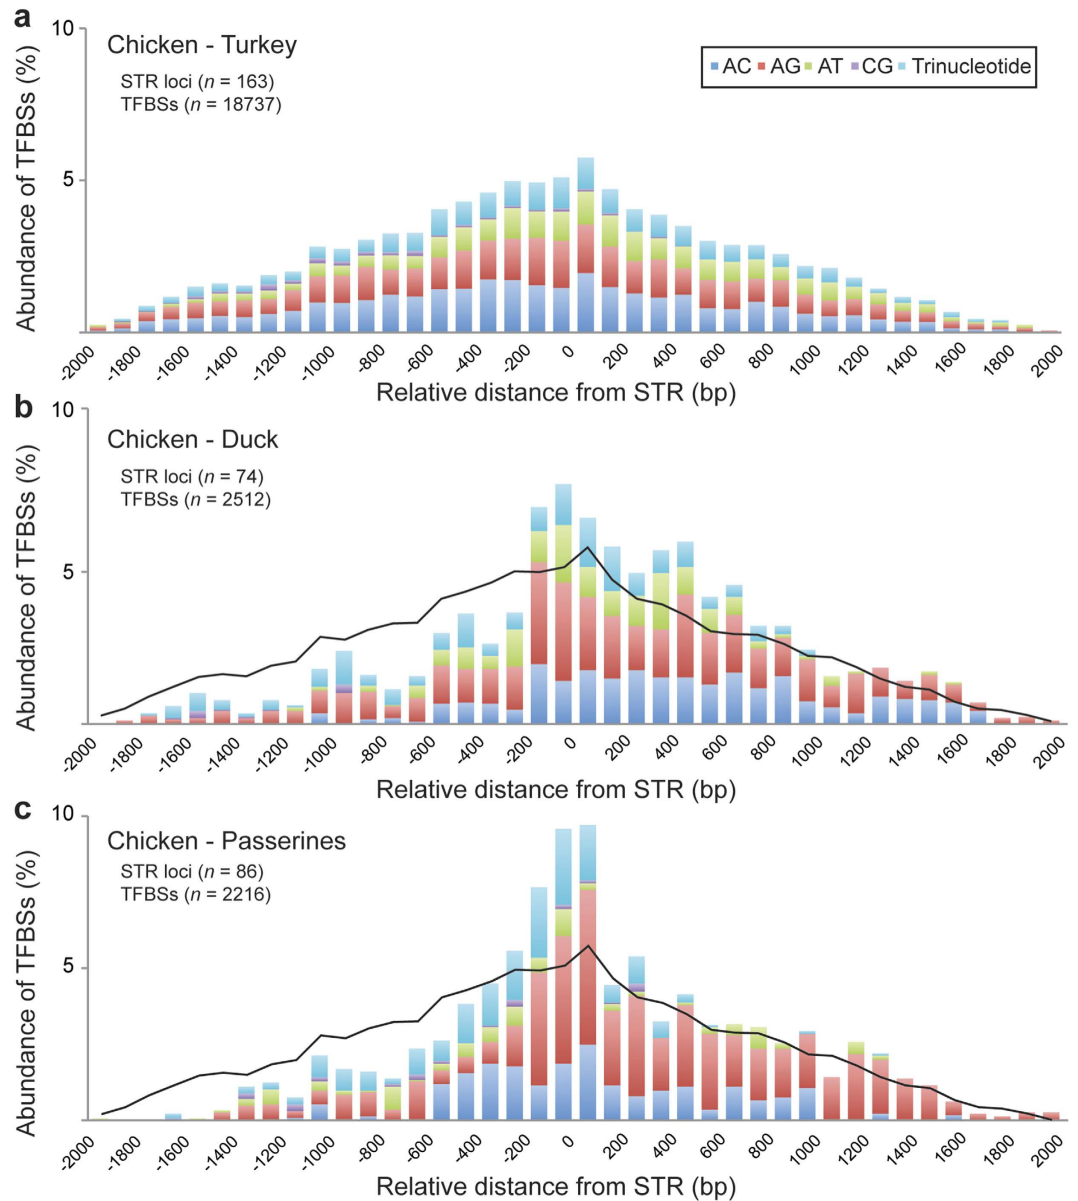 a
10
Chicken - Turkey
STR loci (n = 163)
TFBSs (n = 18737)
AC AG AT CG Trinucleotide
Abundance of TFBSs (%)
5
-2000 -1800 -1600 -1400 -1200 -1000 -800 -600 -400 -200 0 200 400 600 800 1000 1200 1400 1600 1800 2000
Relative distance from STR (bp)
b
10
Chicken - Duck
STR loci (n = 74)
TFBSs (n = 2512)
Abundance of TFBSs (%)
5
-2000 -1800 -1600 -1400 -1200 -1000 -800 -600 -400 -200 0 200 400 600 800 1000 1200 1400 1600 1800 2000
Relative distance from STR (bp)
c
10
Chicken - Passerines
STR loci (n = 86)
TFBSs (n = 2216)
Abundance of TFBSs (%)
5
-2000 -1800 -1600 -1400 -1200 -1000 -800 -600 -400 -200 0 200 400 600 800 1000 1200 1400 1600 1800 2000
Relative distance from STR (bp)